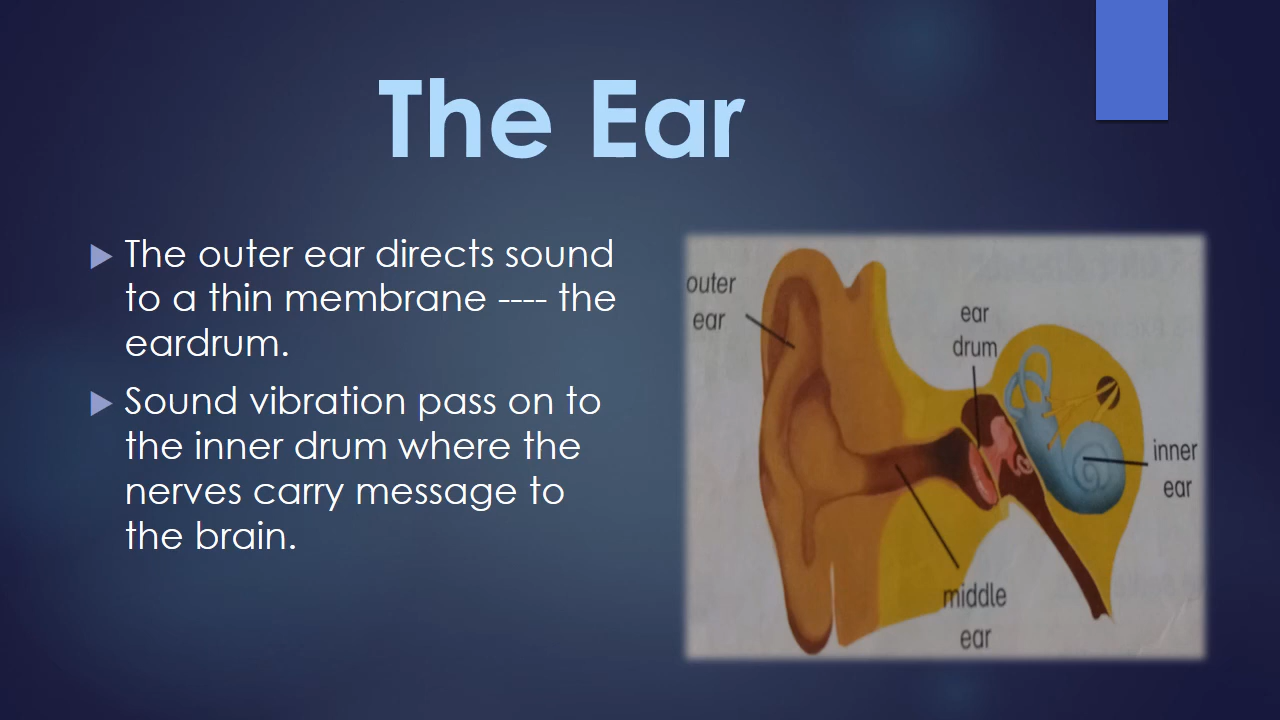 The Ear
The outer ear directs sound
to a thin membrane ---- the
eardrum.
Sound vibration pass on to
the inner drum where the
nerves carry message to
the brain.
outer
ear
ear
drum
inner
ear
middle
ear